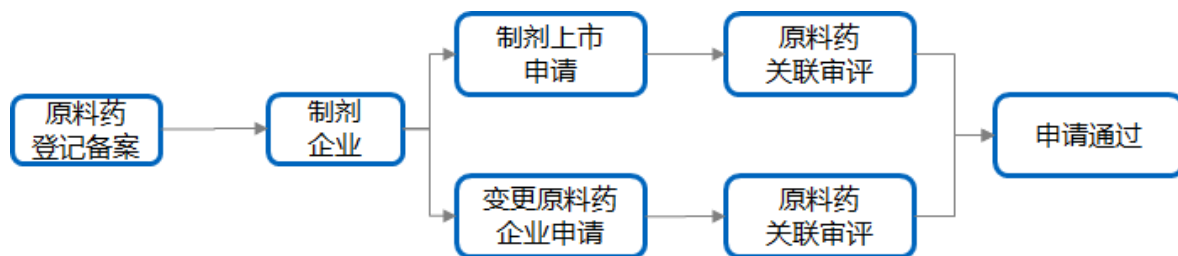 原料药
登记备案
制剂
企业
制剂上市
申请
原料药
关联审评
变更原料药
企业申请
原料药
关联审评
申请通过